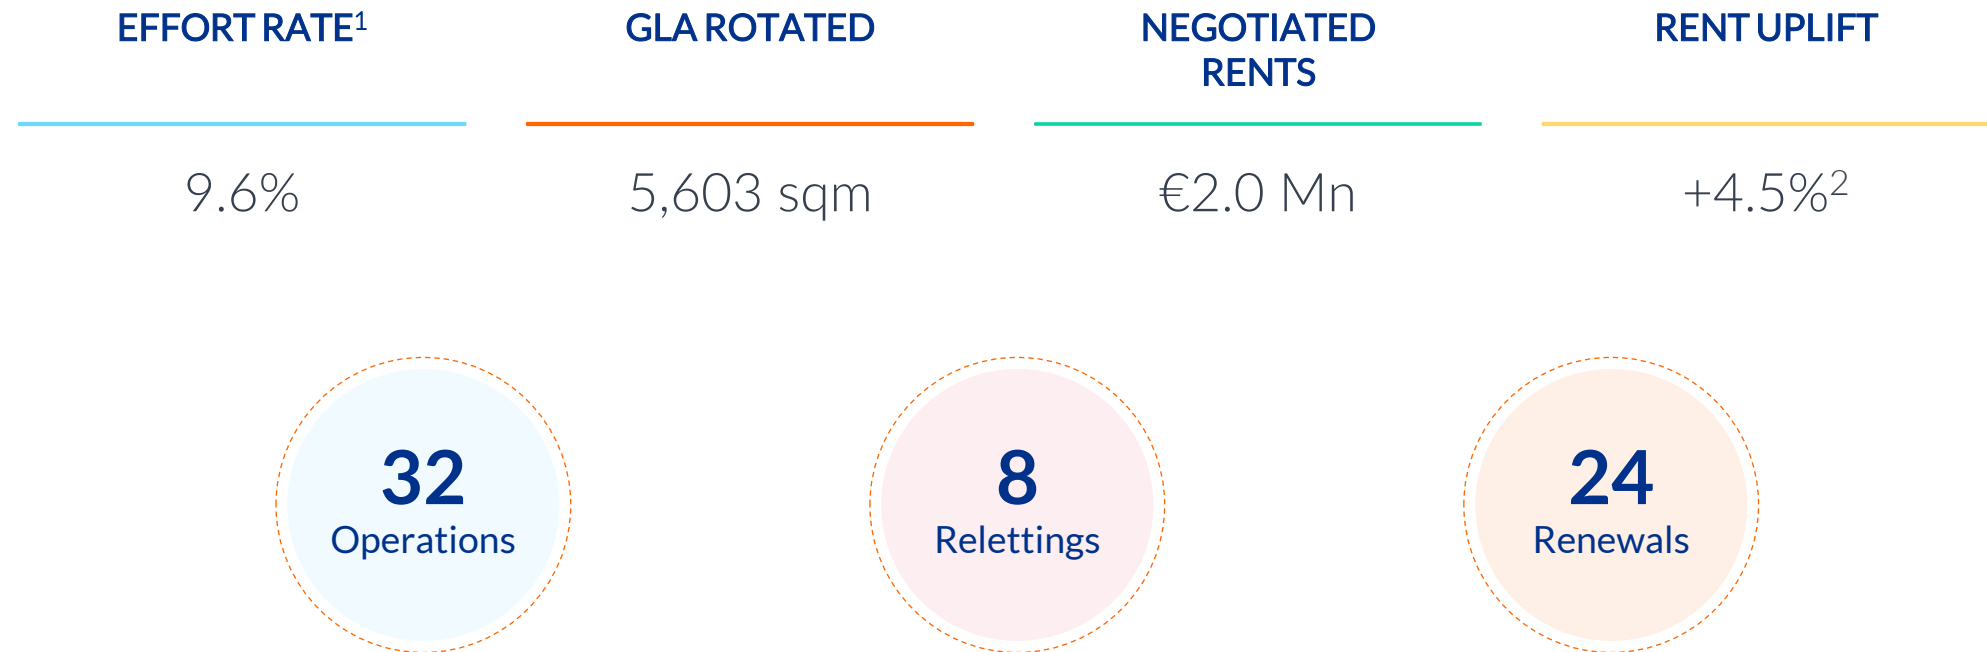 EFFORT RATE¹
GLA ROTATED
NEGOTIATED
RENTS
RENT UPLIFT
9.6%
5,603 sqm
€2.0 Mn
+4.5%²
32
Operations
8
Relettings
24
Renewals